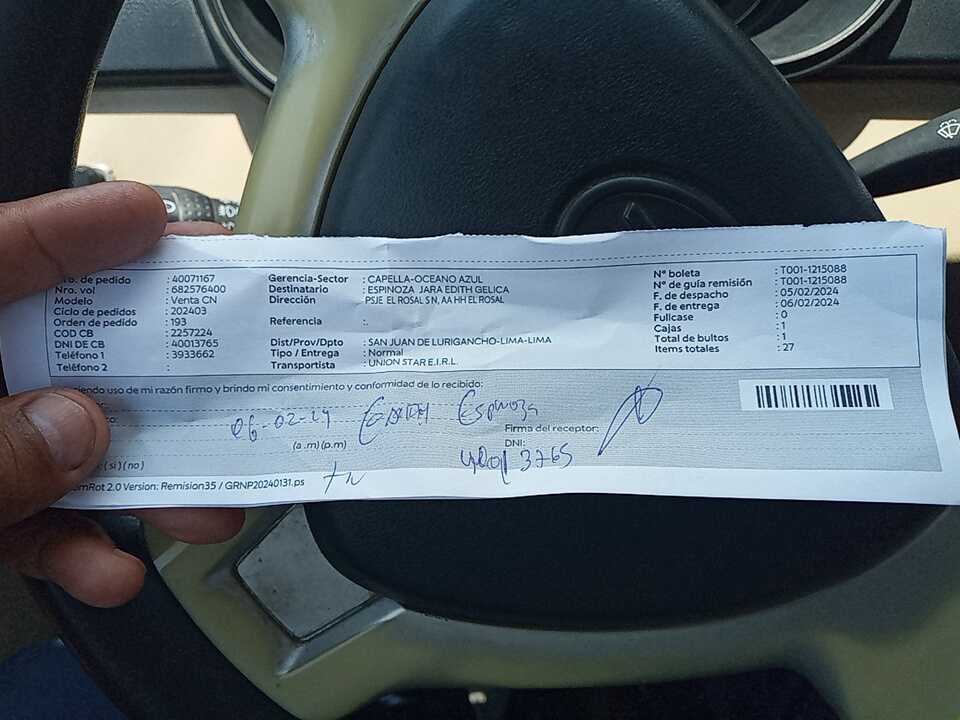 o. de pedido : 40071167
Nro. vol : 682576400
Modelo : Venta CN
Ciclo de pedidos : 202403
Orden de pedido : 193
COD CB : 2257224
DNI DE CB : 40013765
Teléfono 1 : 3933662
Teléfono 2 :
Gerencia-Sector : CAPELLA-OCEANO AZUL
Destinatario : ESPINOZA JARA EDITH GELICA
Dirección : PSJE EL ROSAL S N, AA HH EL ROSAL
Referencia : .
Dist/Prov/Dpto : SAN JUAN DE LURIGANCHO-LIMA-LIMA
Tipo / Entrega : Normal
Transportista : UNION STAR E.I.R.L.
N° boleta : T001-1215088
N° de guía remisión : T001-1215088
F. de despacho : 05/02/2024
F. de entrega : 06/02/2024
Fullcase : 0
Cajas : 1
Total de bultos : 1
Items totales : 27
iendo uso de mi razón firmo y brindo mi consentimiento y conformidad de lo recibido:
06-02-24 Edith Espinoza
(a .m) (p.m)
Firma del receptor:
DNI:
40013765
( si ) ( no )
omRot 2.0 Version: Remision35 / GRNP20240131.ps